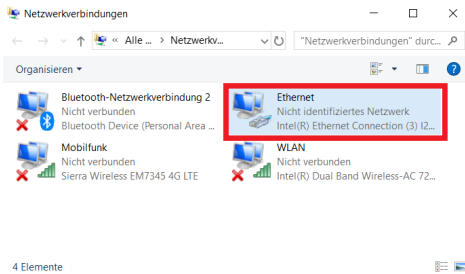 Netzwerkverbindungen
« Alle ... > Netzwerkv...
"Netzwerkverbindungen" durc...
Organisieren
Bluetooth-Netzwerkverbindung 2
Nicht verbunden
Bluetooth Device (Personal Area ...
Ethernet
Nicht identifiziertes Netzwerk
Intel(R) Ethernet Connection (3) I2...
Mobilfunk
Nicht verbunden
Sierra Wireless EM7345 4G LTE
WLAN
Nicht verbunden
Intel(R) Dual Band Wireless-AC 72...
4 Elemente